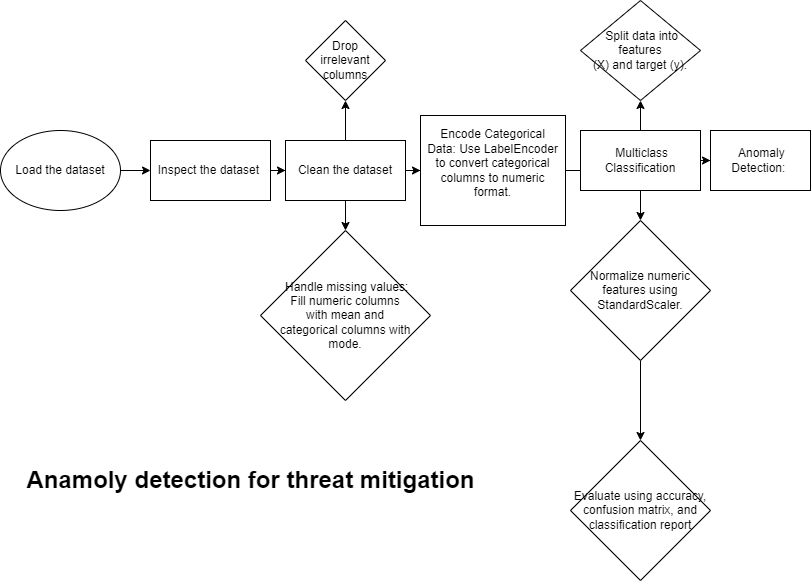 Drop
irrelevant
columns
Split data into
features
(X) and target (y).
Load the dataset
Inspect the dataset
Clean the dataset
Encode Categorical
Data: Use LabelEncoder
to convert categorical
columns to numeric
format.
Multiclass
Classification
Anomaly
Detection:
Handle missing values:
Fill numeric columns
with mean and
categorical columns with
mode.
Normalize numeric
features using
StandardScaler.
Anamoly detection for threat mitigation
Evaluate using accuracy,
confusion matrix, and
classification report